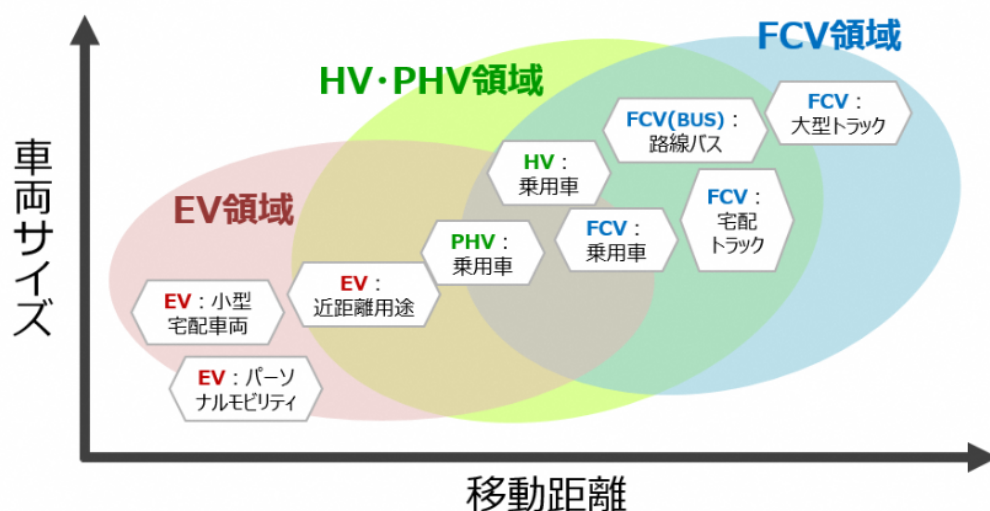 FCV領域
HV・PHV領域
EV領域
車両サイズ
FCV：
大型トラック
FCV(BUS)：
路線バス
HV：
乗用車
FCV：
宅配
トラック
FCV：
乗用車
PHV：
乗用車
EV：
近距離用途
EV：小型
宅配車両
EV：パーソ
ナルモビリティ
移動距離